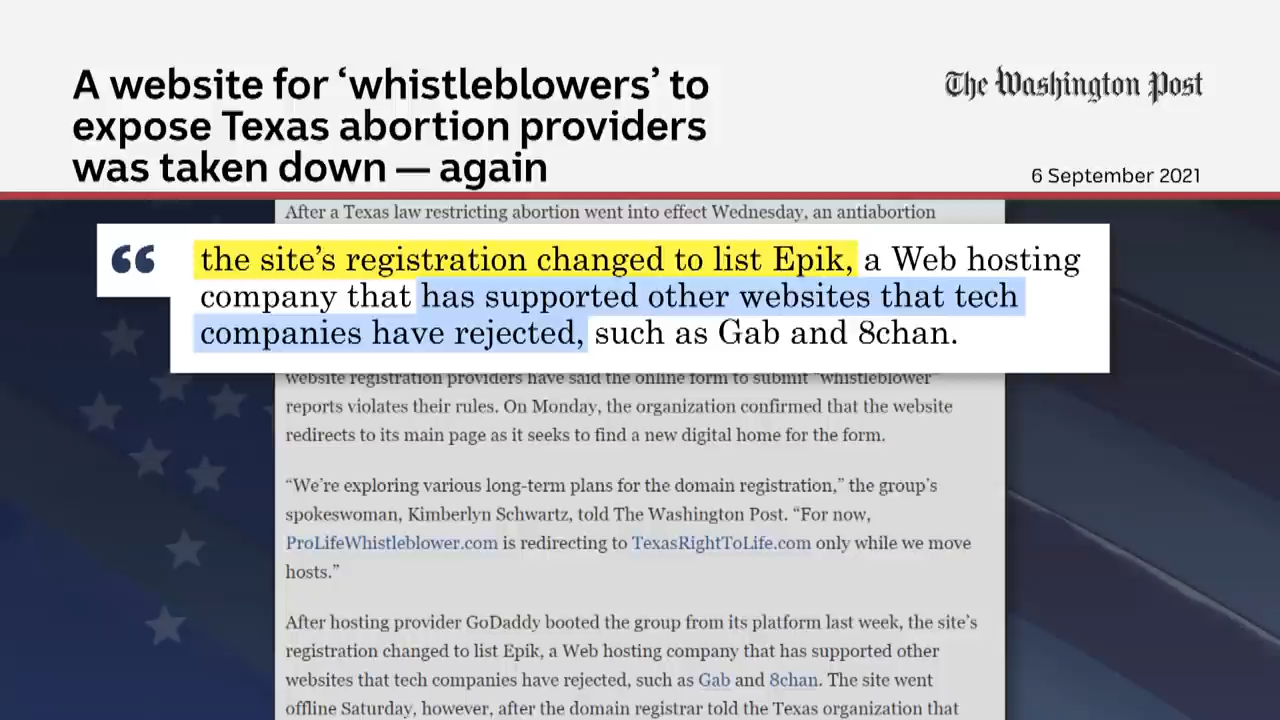 A website for ‘whistleblowers’ to
expose Texas abortion providers
was taken down — again
The Washington Post
6 September 2021
After a Texas law restricting abortion went into effect Wednesday, an antiabortion
“ the site’s registration changed to list Epik, a Web hosting
company that has supported other websites that tech
companies have rejected, such as Gab and 8chan.
website registration providers have said the online form to submit “whistleblower”
reports violates their rules. On Monday, the organization confirmed that the website
redirects to its main page as it seeks to find a new digital home for the form.
“We’re exploring various long-term plans for the domain registration,” the group’s
spokeswoman, Kimberlyn Schwartz, told The Washington Post. “For now,
ProLifeWhistleblower.com is redirecting to TexasRightToLife.com only while we move
hosts.”
After hosting provider GoDaddy booted the group from its platform last week, the site’s
registration changed to list Epik, a Web hosting company that has supported other
websites that tech companies have rejected, such as Gab and 8chan. The site went
offline Saturday, however, after the domain registrar told the Texas organization that